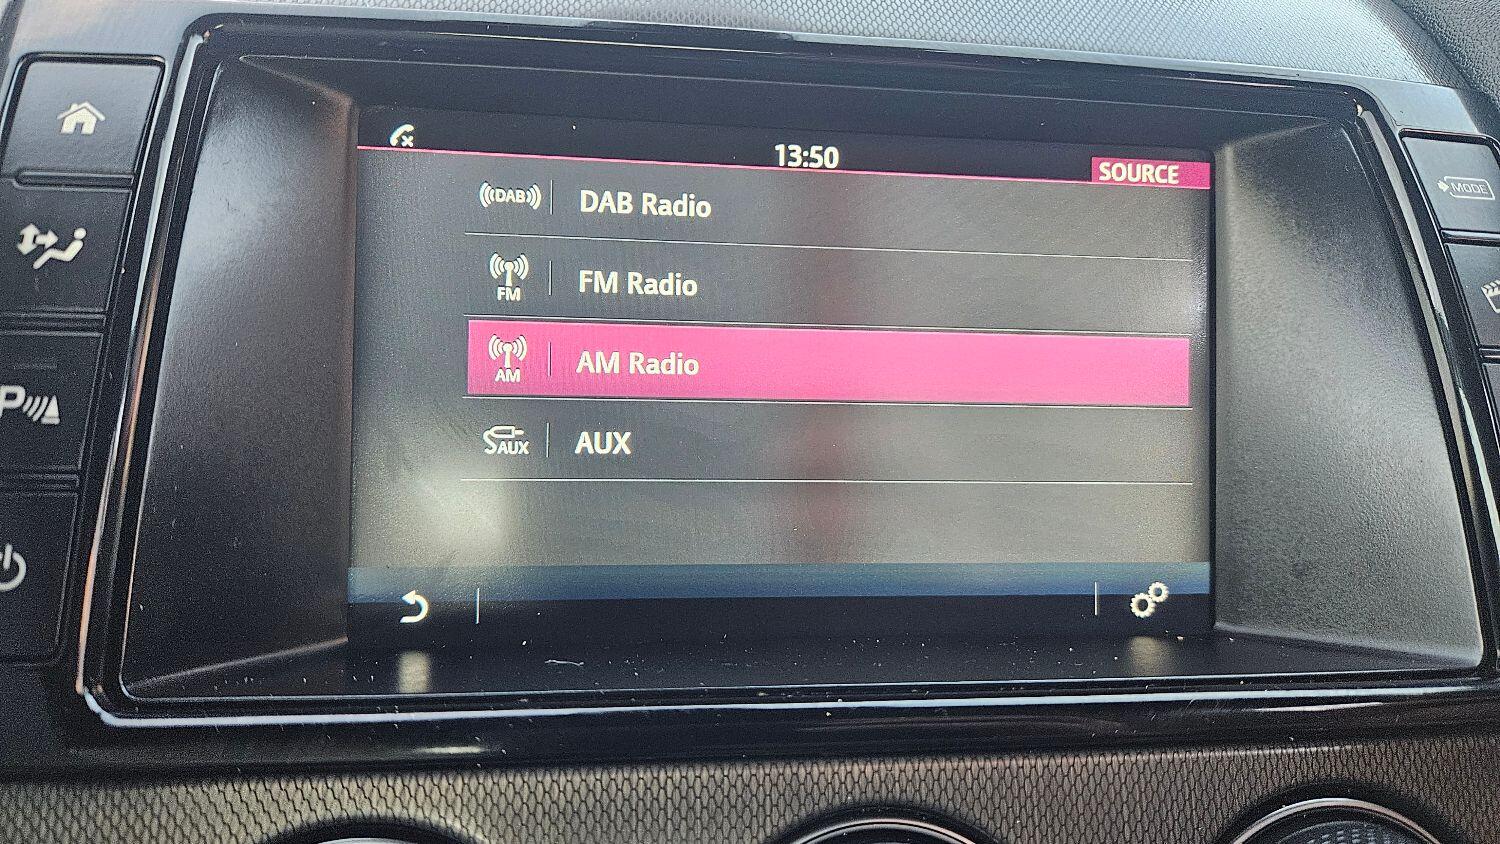 13:50
SOURCE
DAB
DAB Radio
FM
FM Radio
AM
AM Radio
AUX
AUX
MODE
P